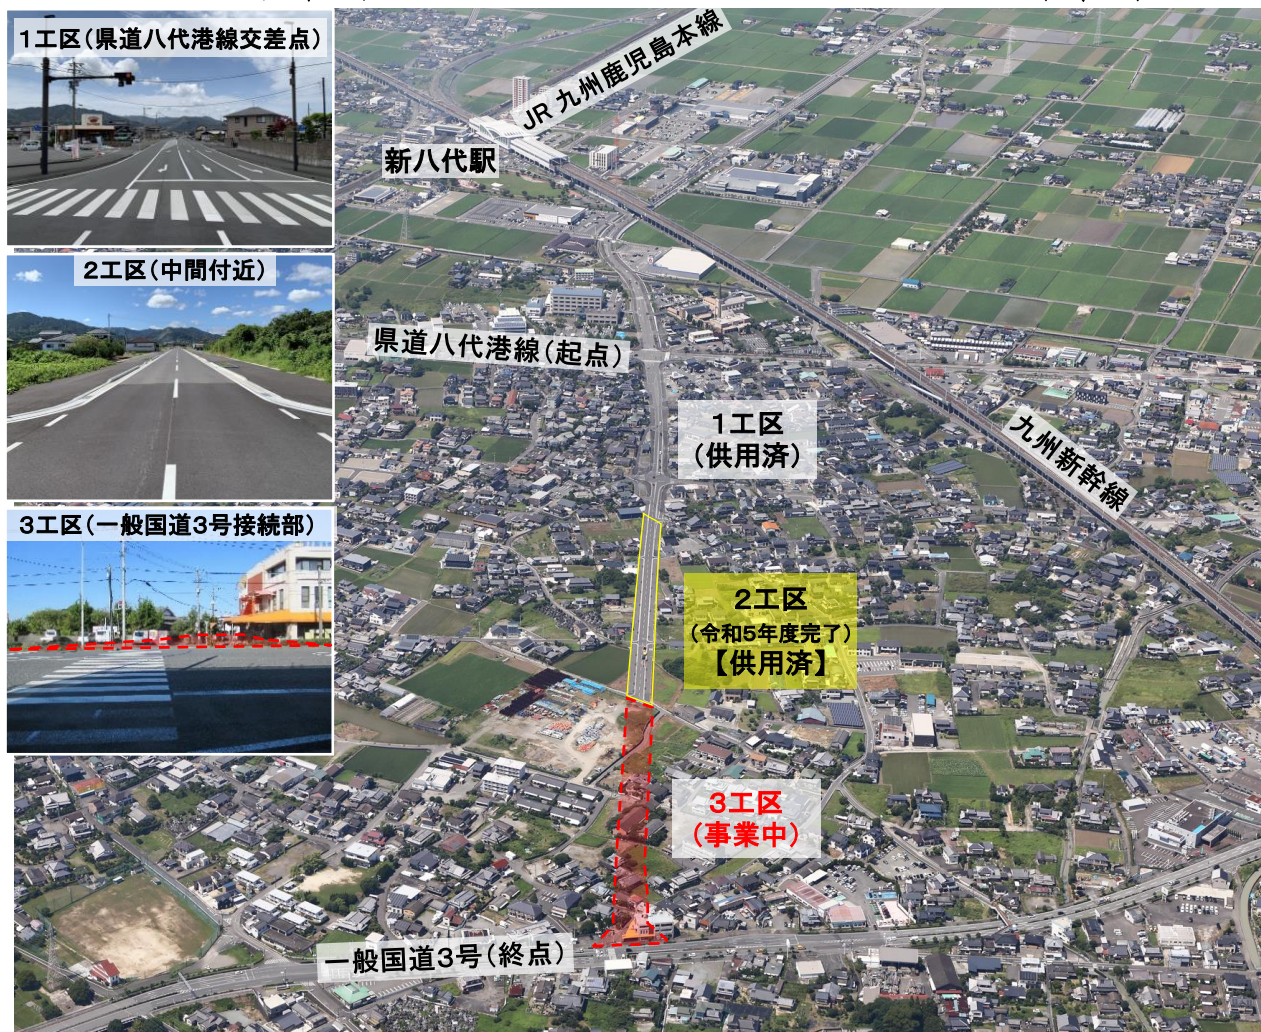 1工区(県道八代港線交差点)
2工区(中間付近)
3工区(一般国道3号接続部)
JR九州鹿児島本線
新八代駅
県道八代港線(起点)
1工区
(供用済)
九州新幹線
2工区
(令和5年度完了)
【供用済】
3工区
(事業中)
一般国道3号(終点)